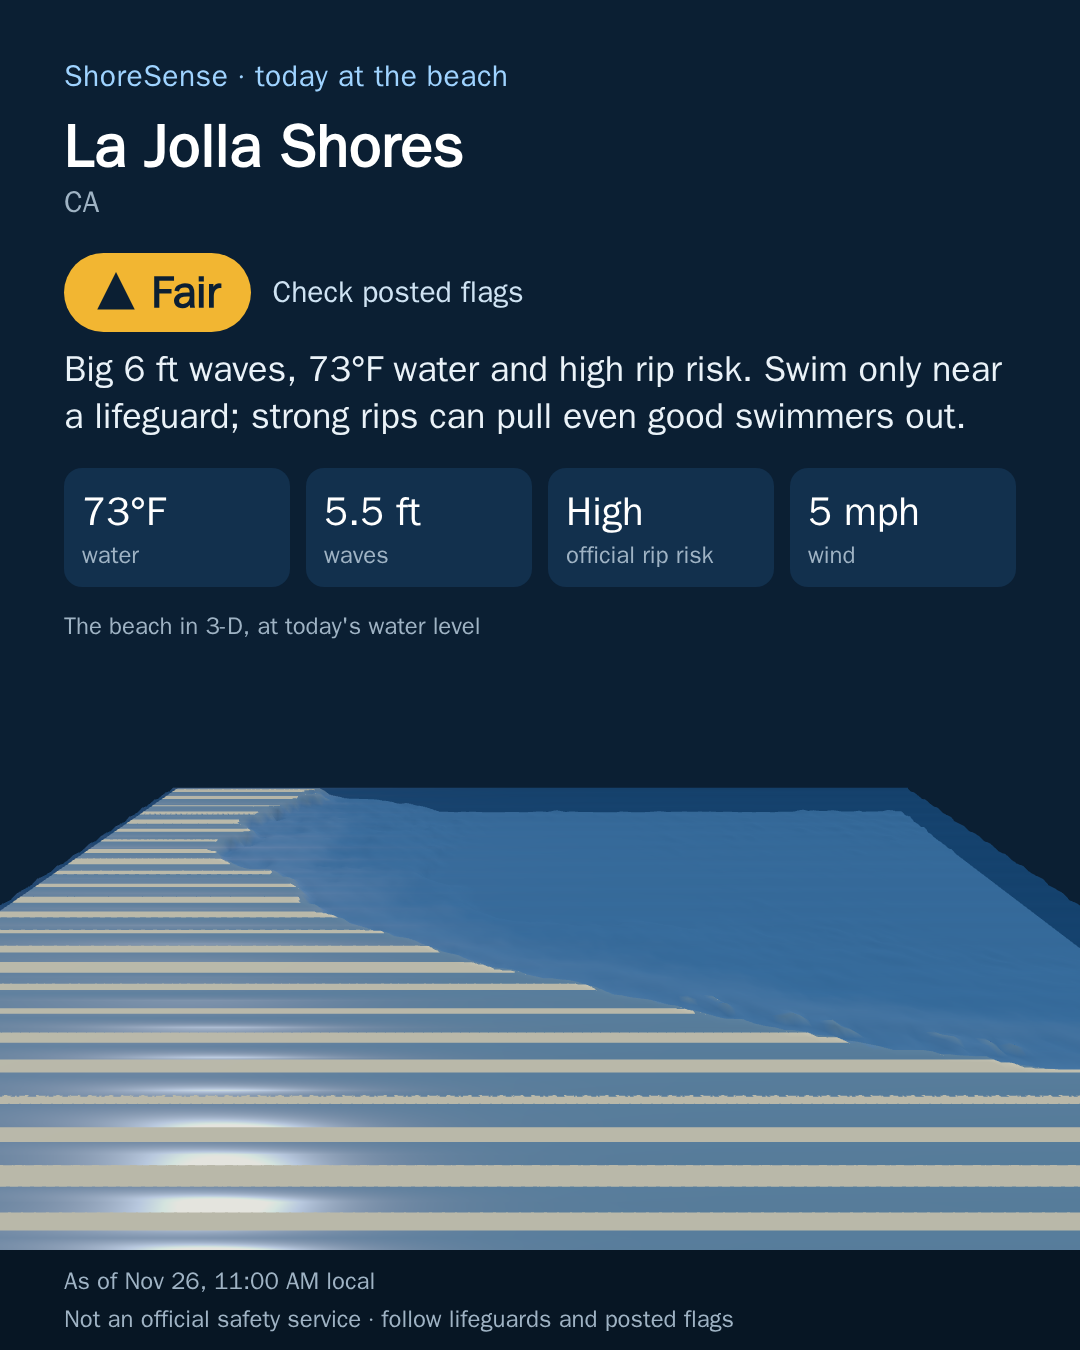 ShoreSense · today at the beach
La Jolla Shores
CA
Fair
Check posted flags
Big 6 ft waves, 73°F water and high rip risk. Swim only near
a lifeguard; strong rips can pull even good swimmers out.
73°F
water
5.5 ft
waves
High
official rip risk
5 mph
wind
The beach in 3-D, at today's water level
As of Nov 26, 11:00 AM local
Not an official safety service · follow lifeguards and posted flags